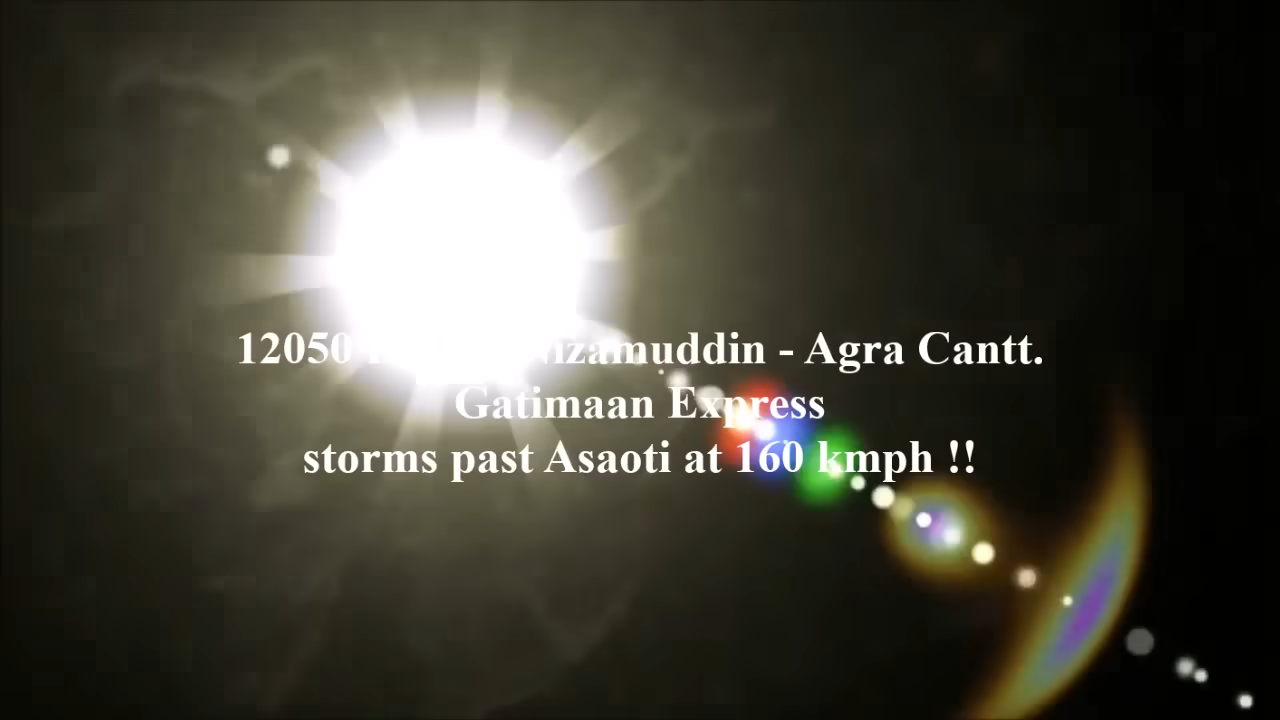 12050 Nizamuddin - Agra Cantt.
Gatimaan Express
storms past Asaoti at 160 kmph !!